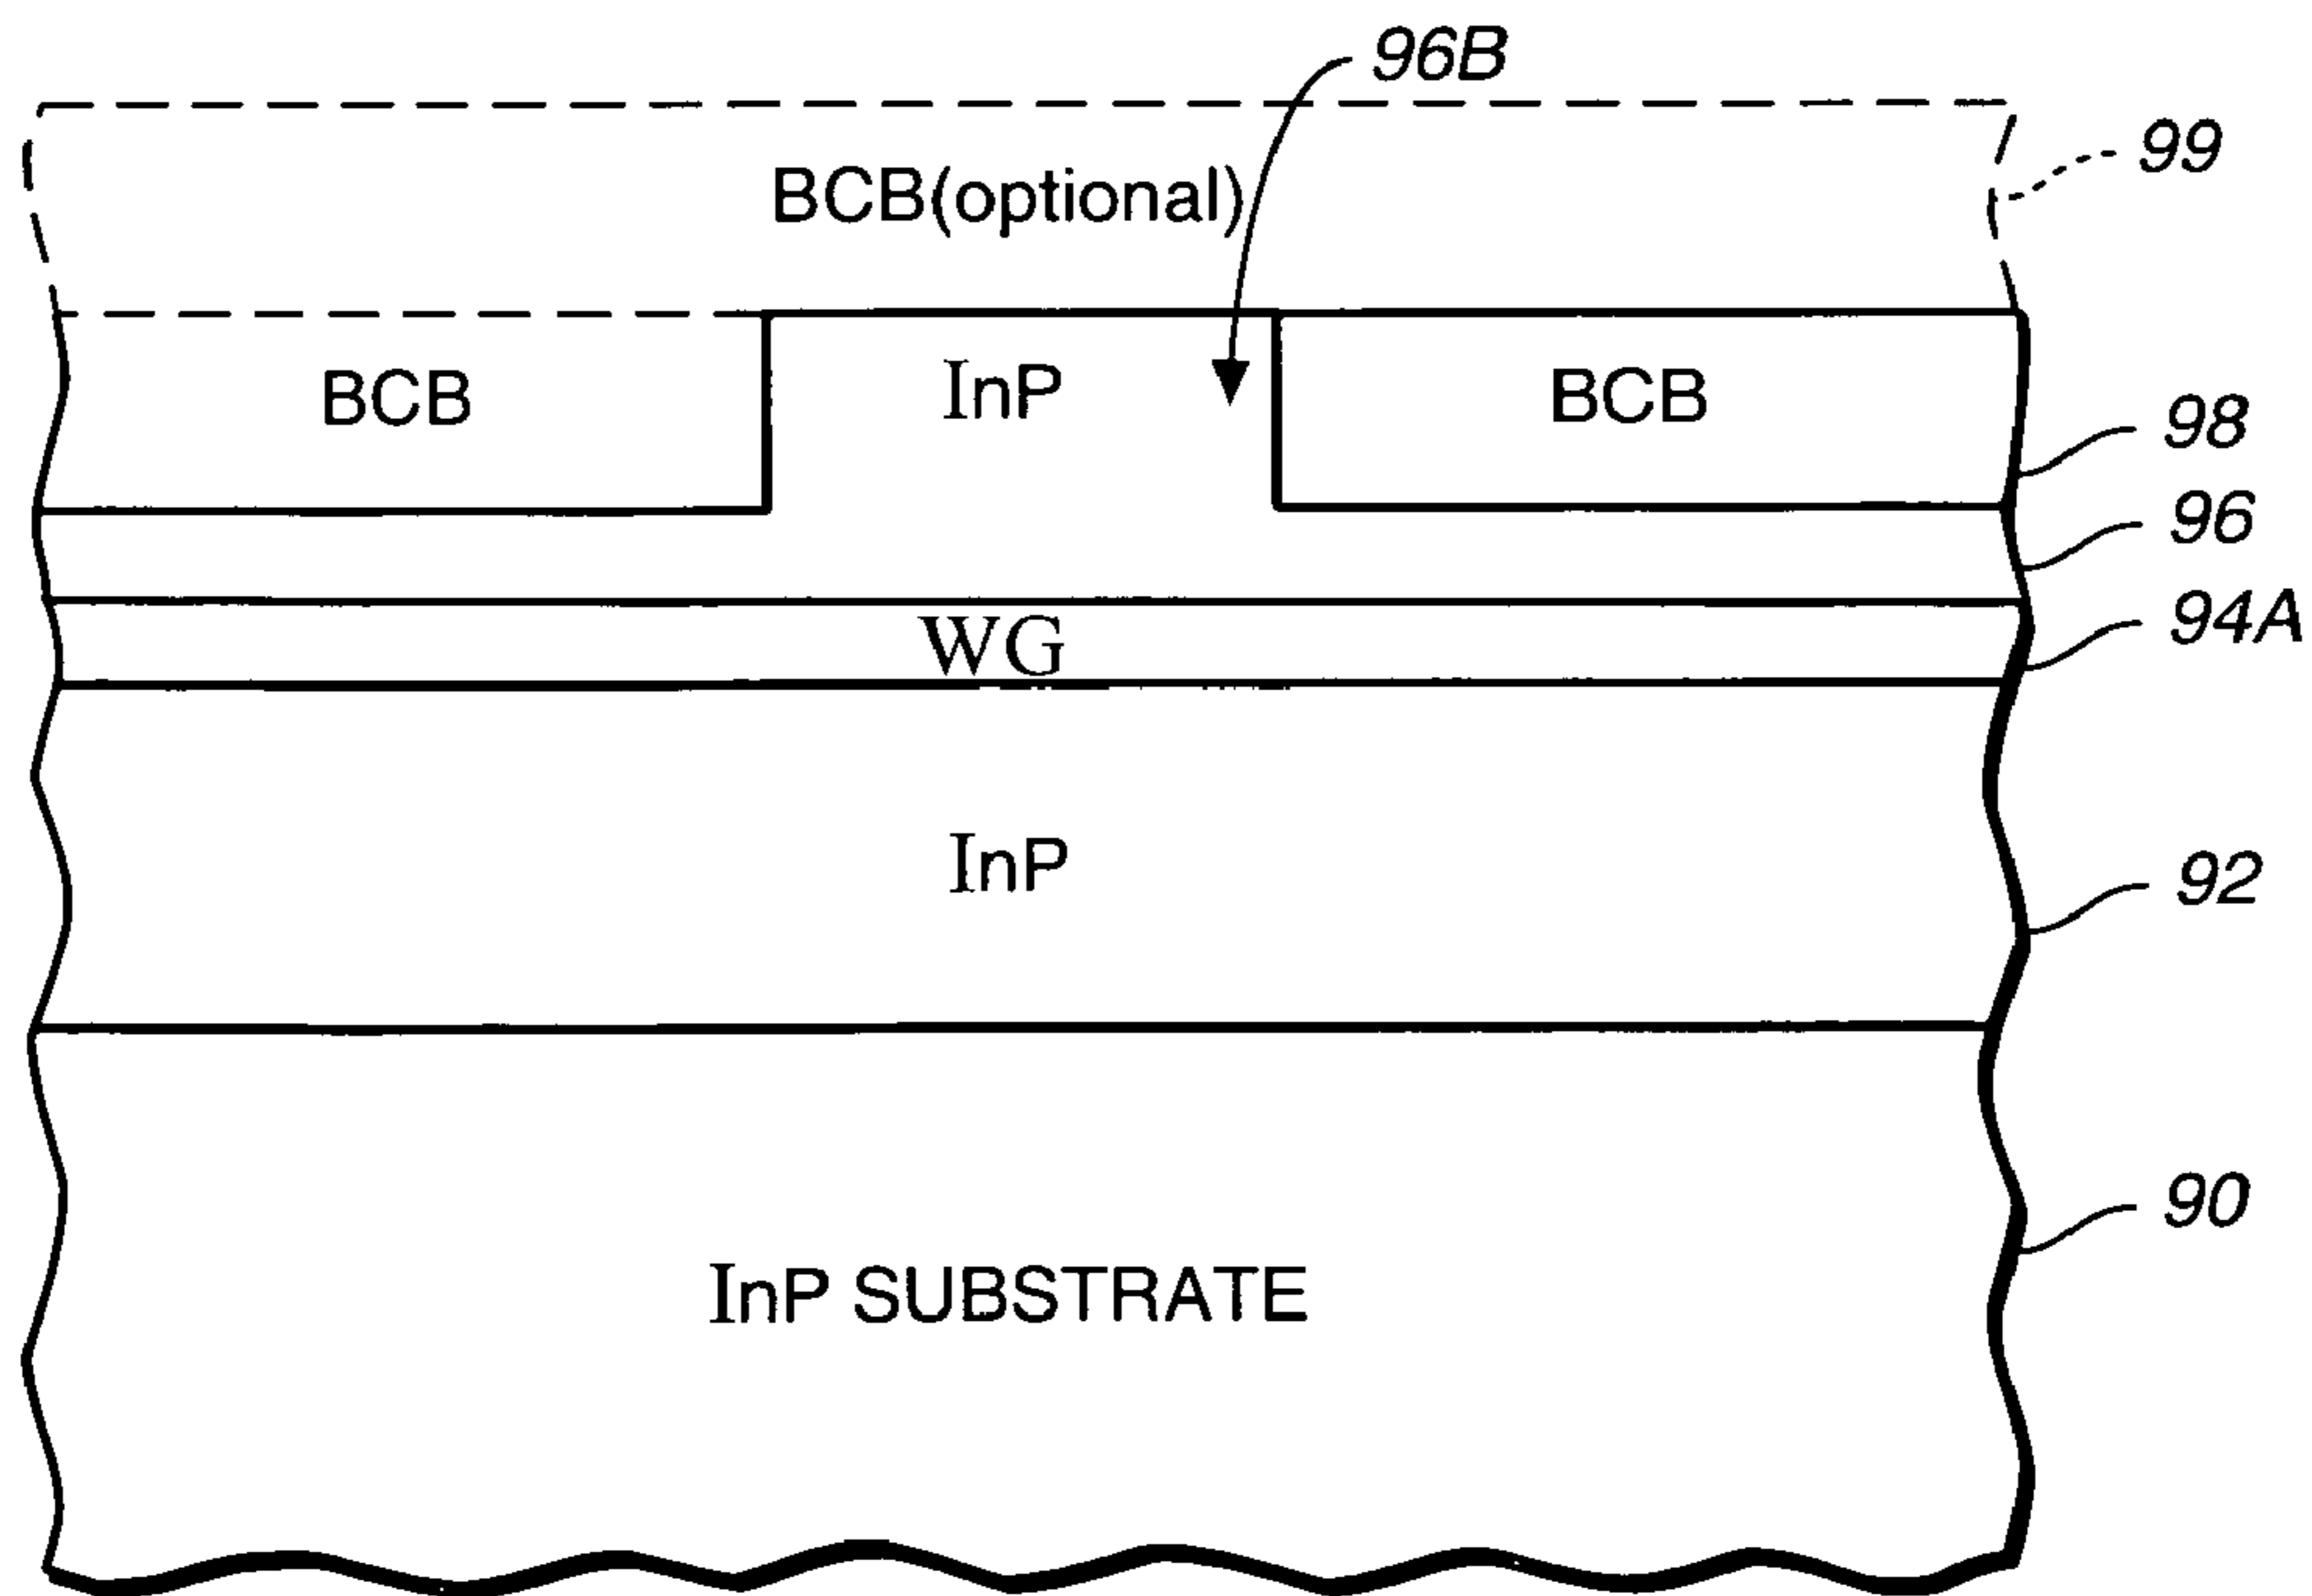 96B
99
BCB(optional)
BCB
InP
BCB
98
96
94A
WG
InP
92
90
InP SUBSTRATE